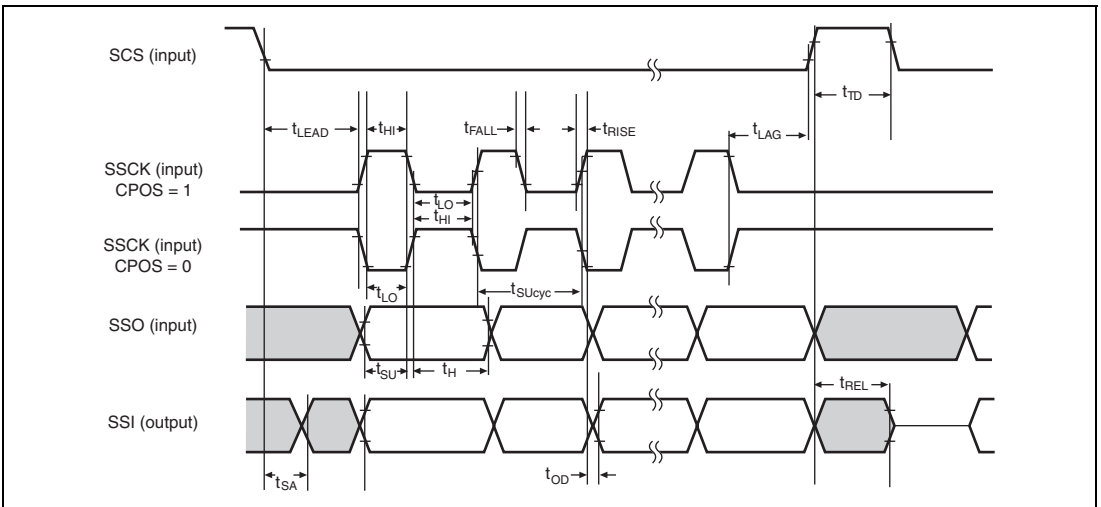 SCS (input)
tTD
tLEAD
tHI
tFALL
tRISE
tLAG
SSCK (input)
CPOS = 1
tLO
tHI
SSCK (input)
CPOS = 0
tLO
tSUcyc
SSO (input)
tSU
tH
tREL
SSI (output)
tOD
tSA